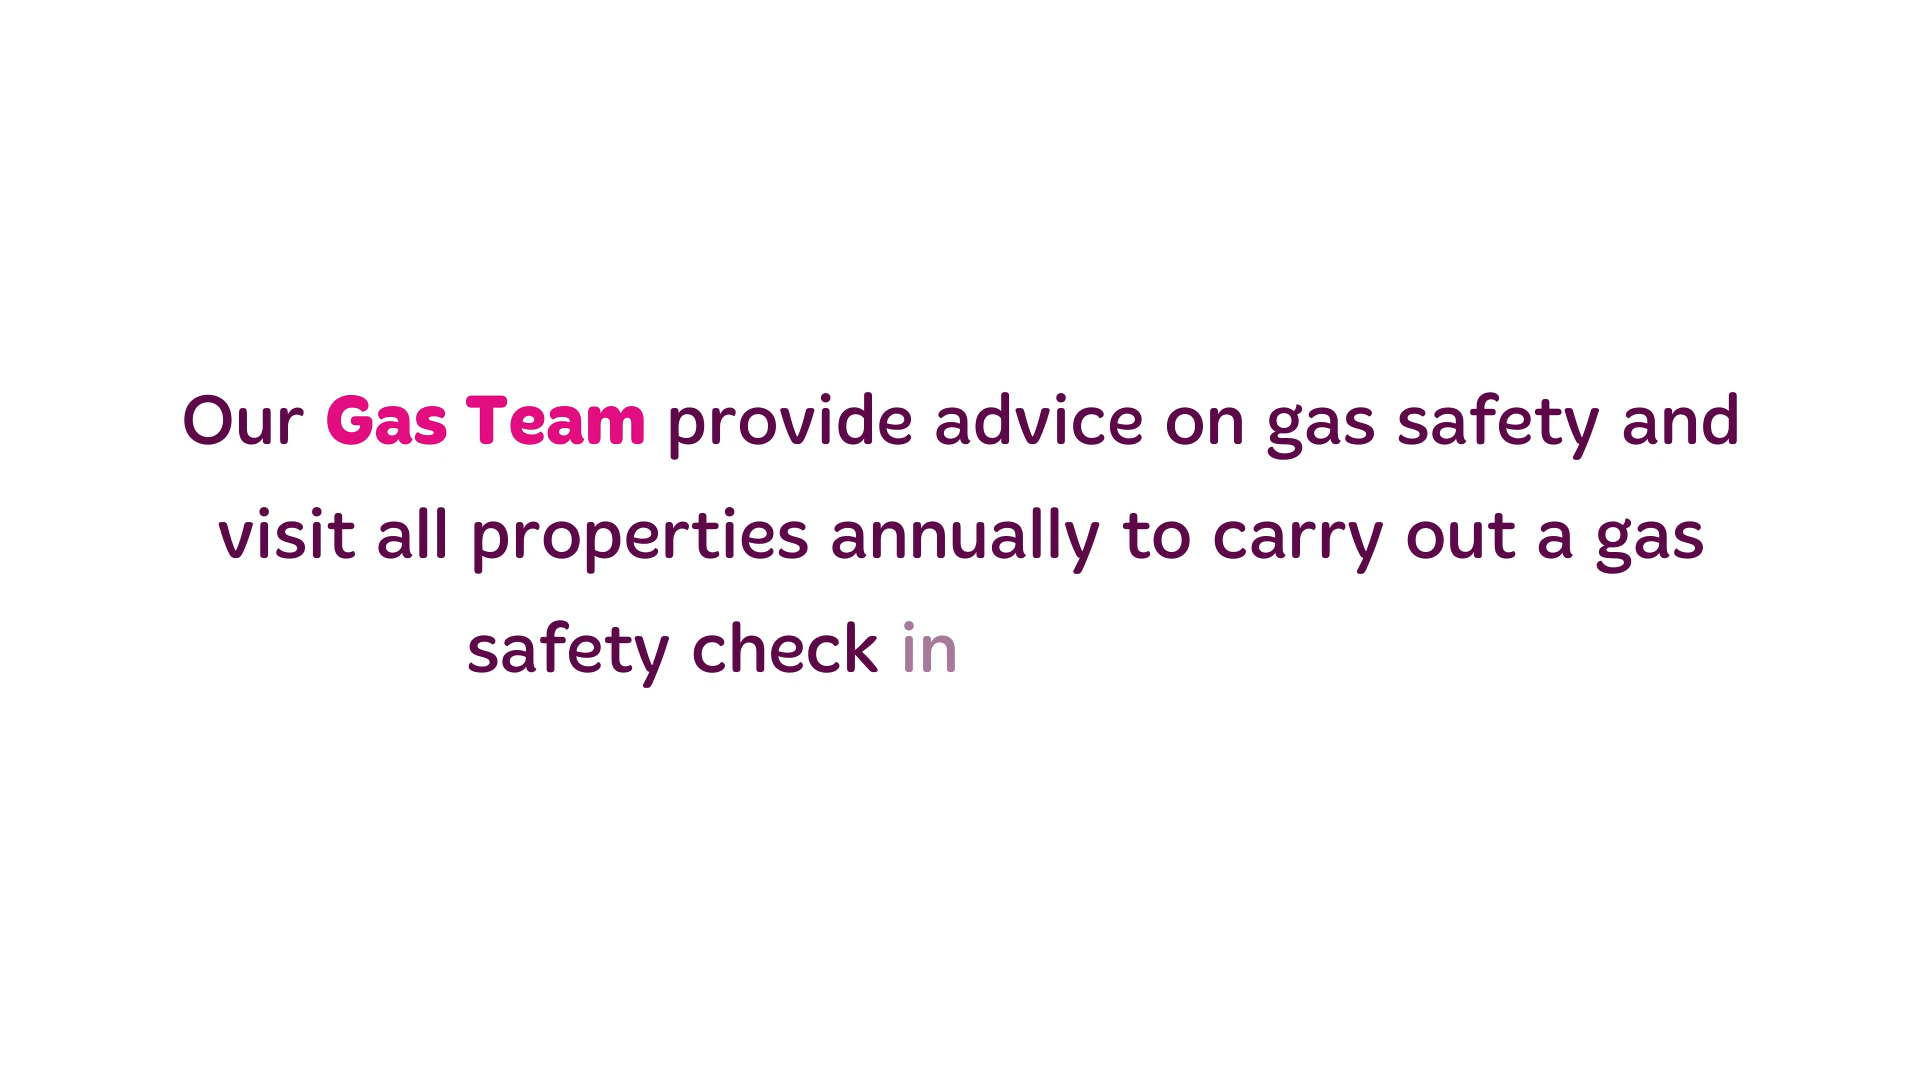 Our Gas Team provide advice on gas safety and
visit all properties annually to carry out a gas
safety check in